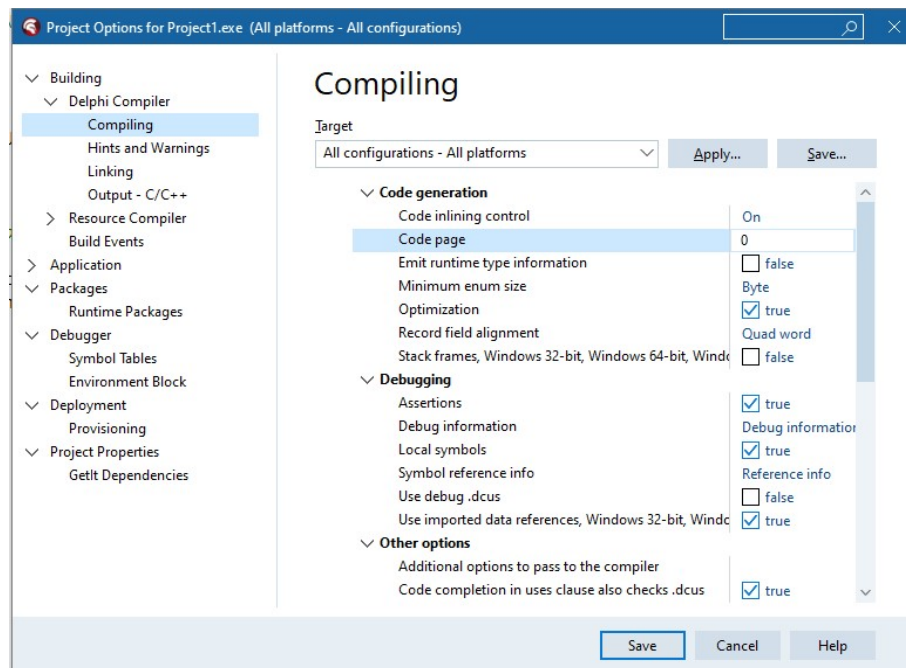 Project Options for Project1.exe (All platforms - All configurations)
Building
Delphi Compiler
Compiling
Hints and Warnings
Linking
Output - C/C++
Resource Compiler
Build Events
Application
Packages
Runtime Packages
Debugger
Symbol Tables
Environment Block
Deployment
Provisioning
Project Properties
GetIt Dependencies
Compiling
Target
All configurations - All platforms
Apply...
Save...
Code generation
Code inlining control On
Code page 0
Emit runtime type information false
Minimum enum size Byte
Optimization true
Record field alignment Quad word
Stack frames, Windows 32-bit, Windows 64-bit, Windo false
Debugging
Assertions true
Debug information Debug information
Local symbols true
Symbol reference info Reference info
Use debug .dcus false
Use imported data references, Windows 32-bit, Windo true
Other options
Additional options to pass to the compiler
Code completion in uses clause also checks .dcus true
Save Cancel Help